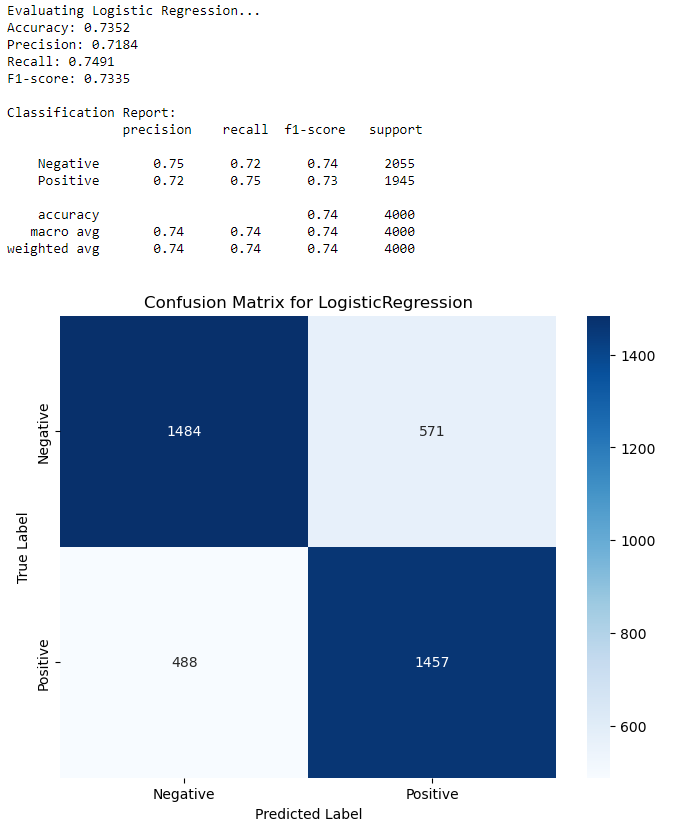 Evaluating Logistic Regression...
Accuracy: 0.7352
Precision: 0.7184
Recall: 0.7491
F1-score: 0.7335
Classification Report:
precision recall f1-score support
Negative 0.75 0.72 0.74 2055
Positive 0.72 0.75 0.73 1945
accuracy 0.74 4000
macro avg 0.74 0.74 0.74 4000
weighted avg 0.74 0.74 0.74 4000
Confusion Matrix for LogisticRegression
True Label
Negative
1484 571
Positive
488 1457
Negative Positive
Predicted Label
1400
1200
1000
800
600